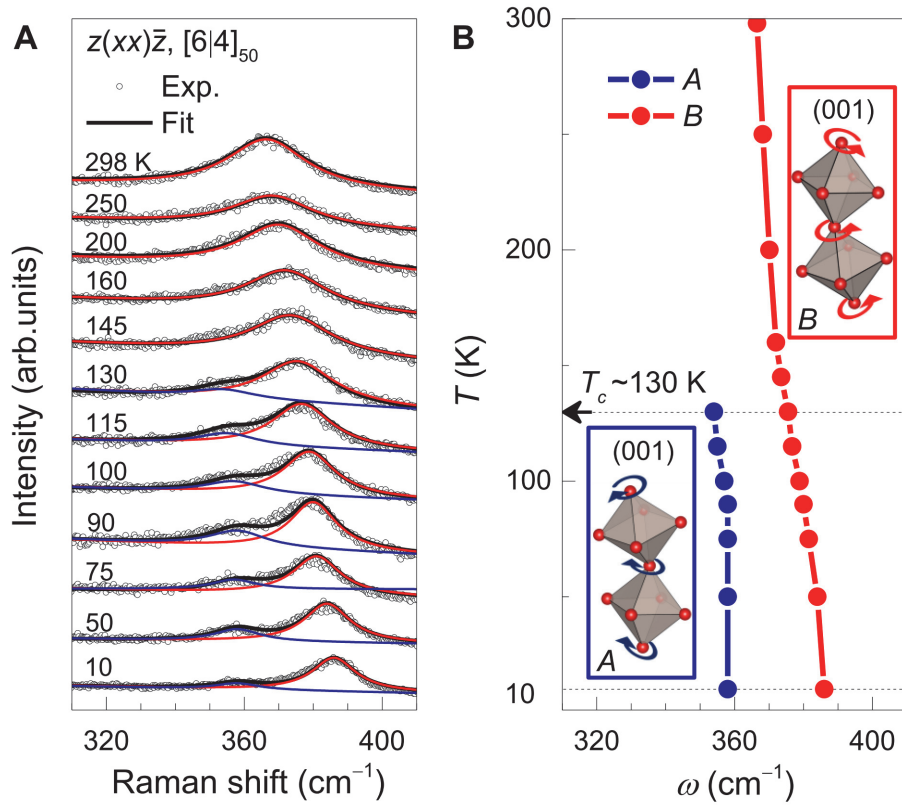 A
z(xx)z̄, [6|4]₅₀
Exp.
Fit
298 K
250
200
160
145
130
115
100
90
75
50
10
Intensity (arb.units)
320 360 400
Raman shift (cm⁻¹)
B
300
200
100
10
T (K)
A
B
(001)
B
T_c ~130 K
(001)
A
320 360 400
ω (cm⁻¹)